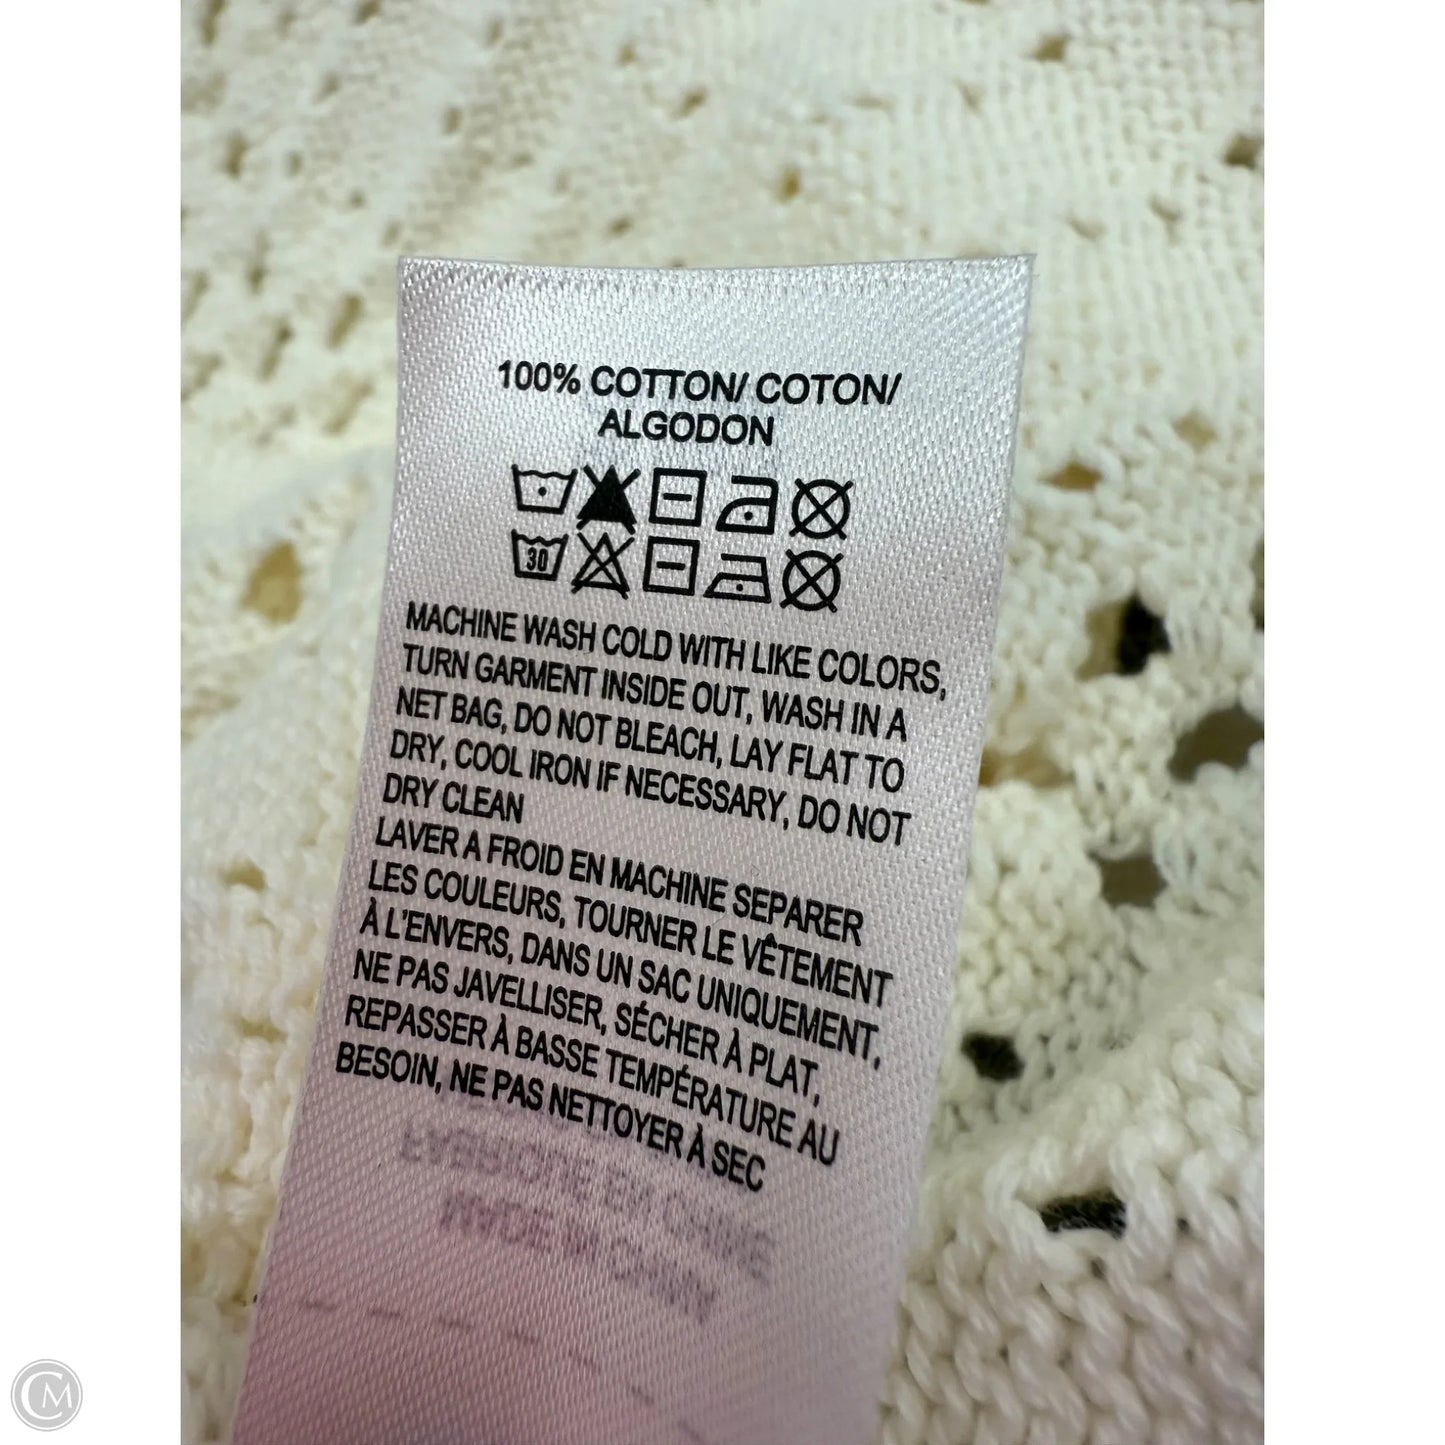 100% COTTON/ COTON/
ALGODON
30
MACHINE WASH COLD WITH LIKE COLORS,
TURN GARMENT INSIDE OUT, WASH IN A
NET BAG, DO NOT BLEACH, LAY FLAT TO
DRY, COOL IRON IF NECESSARY, DO NOT
DRY CLEAN
LAVER A FROID EN MACHINE SEPARER
LES COULEURS, TOURNER LE VÊTEMENT
À L'ENVERS, DANS UN SAC UNIQUEMENT,
NE PAS JAVELLISER, SÉCHER À PLAT,
REPASSER À BASSE TEMPÉRATURE AU
BESOIN, NE PAS NETTOYER À SEC
CM